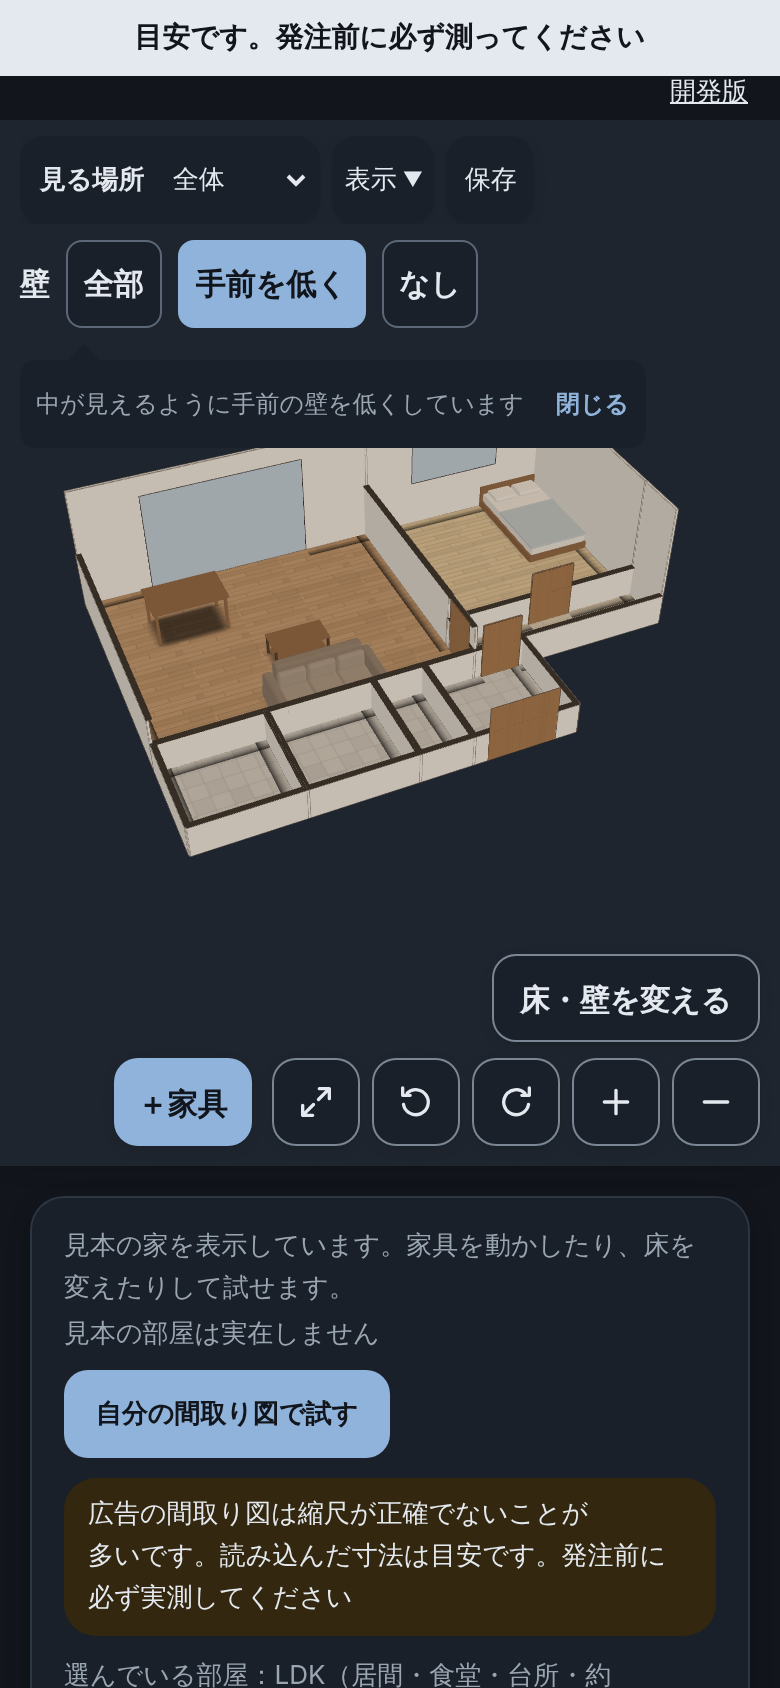 目安です。発注前に必ず測ってください
開発版
見る場所 全体 表示▼ 保存
壁 全部 手前を低く なし
中が見えるように手前の壁を低くしています 閉じる
床・壁を変える
＋家具
見本の家を表示しています。家具を動かしたり、床を
変えたりして試せます。
見本の部屋は実在しません
自分の間取り図で試す
広告の間取り図は縮尺が正確でないことが
多いです。読み込んだ寸法は目安です。発注前に
必ず実測してください
選んでいる部屋：LDK（居間・食堂・台所・約